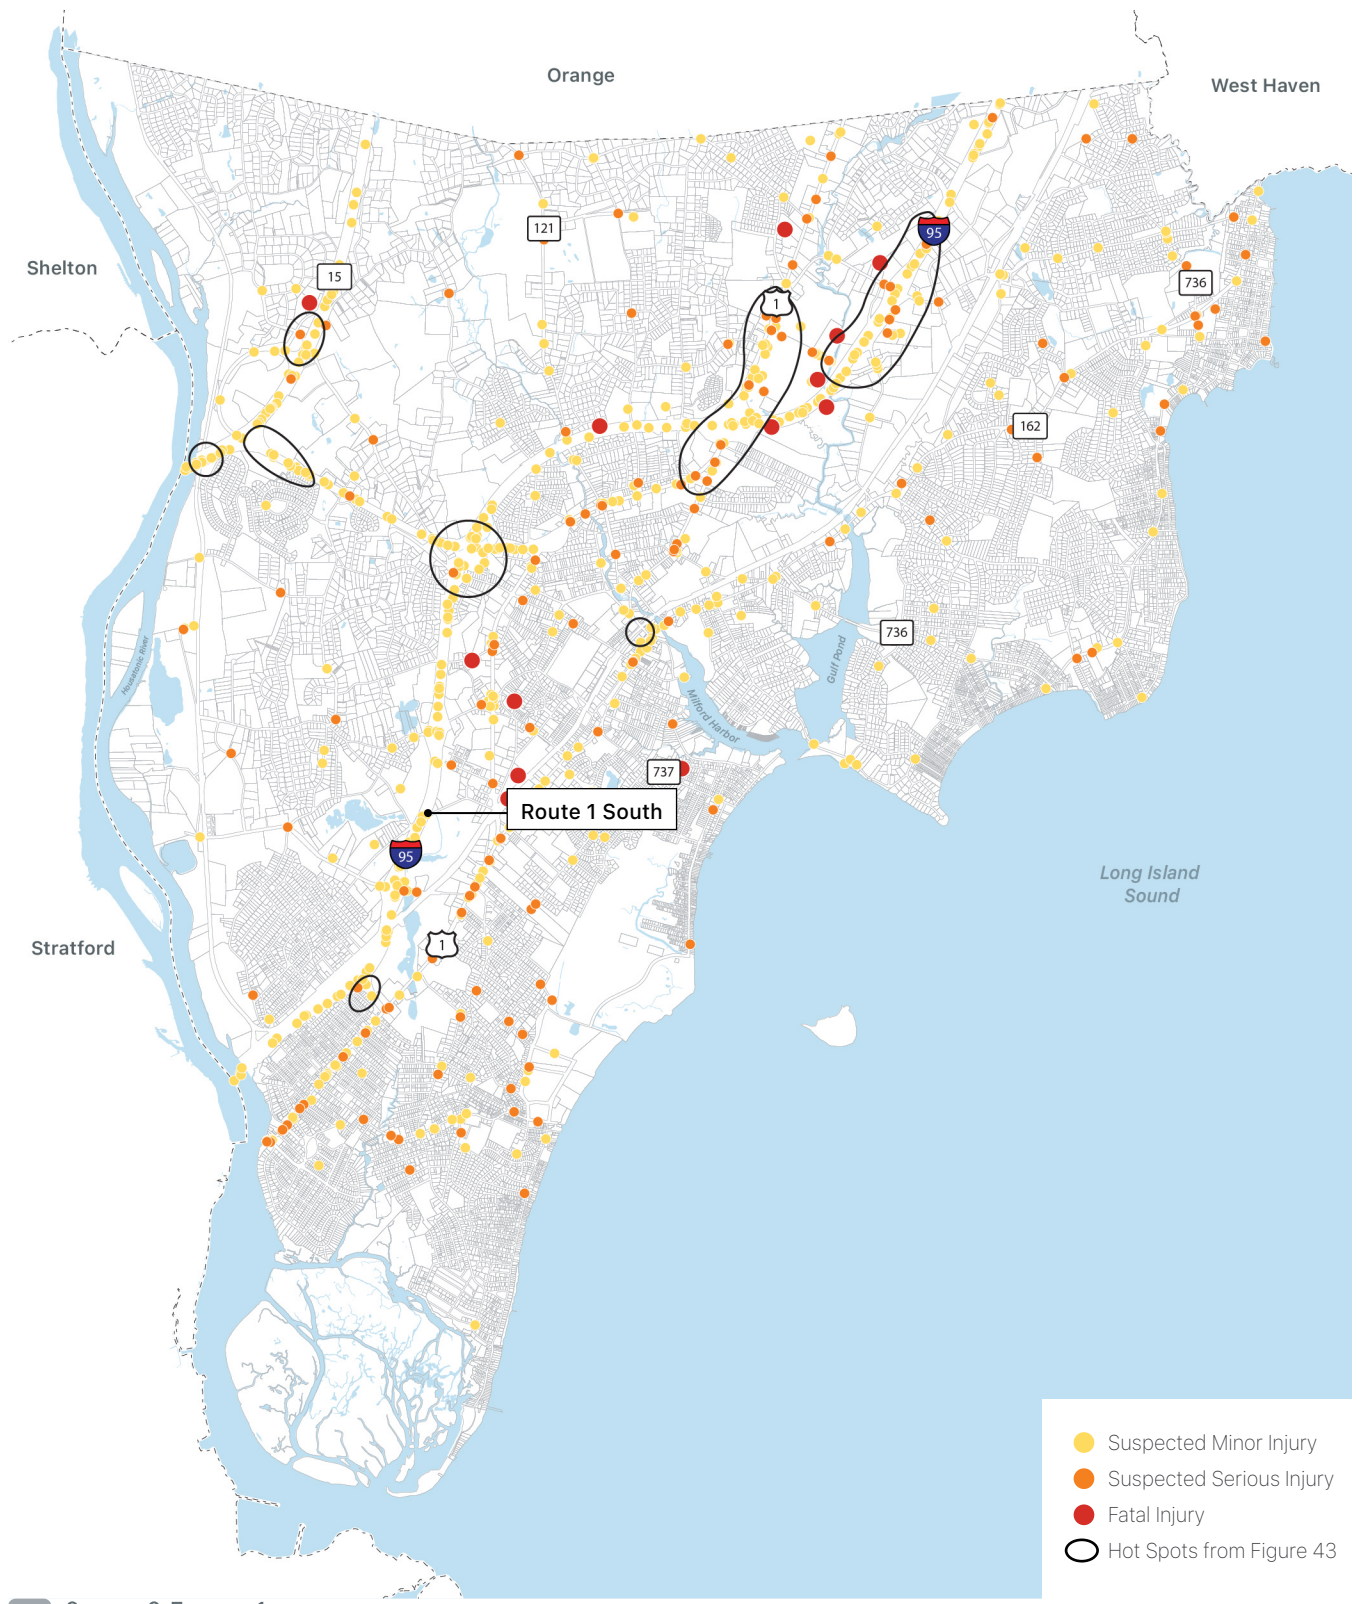 Orange
West Haven
121
95
Shelton
15
736
1
162
Housatonic River
736
Gulf Pond
Milford Harbor
737
Route 1 South
95
Long Island
Sound
1
Stratford
Suspected Minor Injury
Suspected Serious Injury
Fatal Injury
Hot Spots from Figure 43